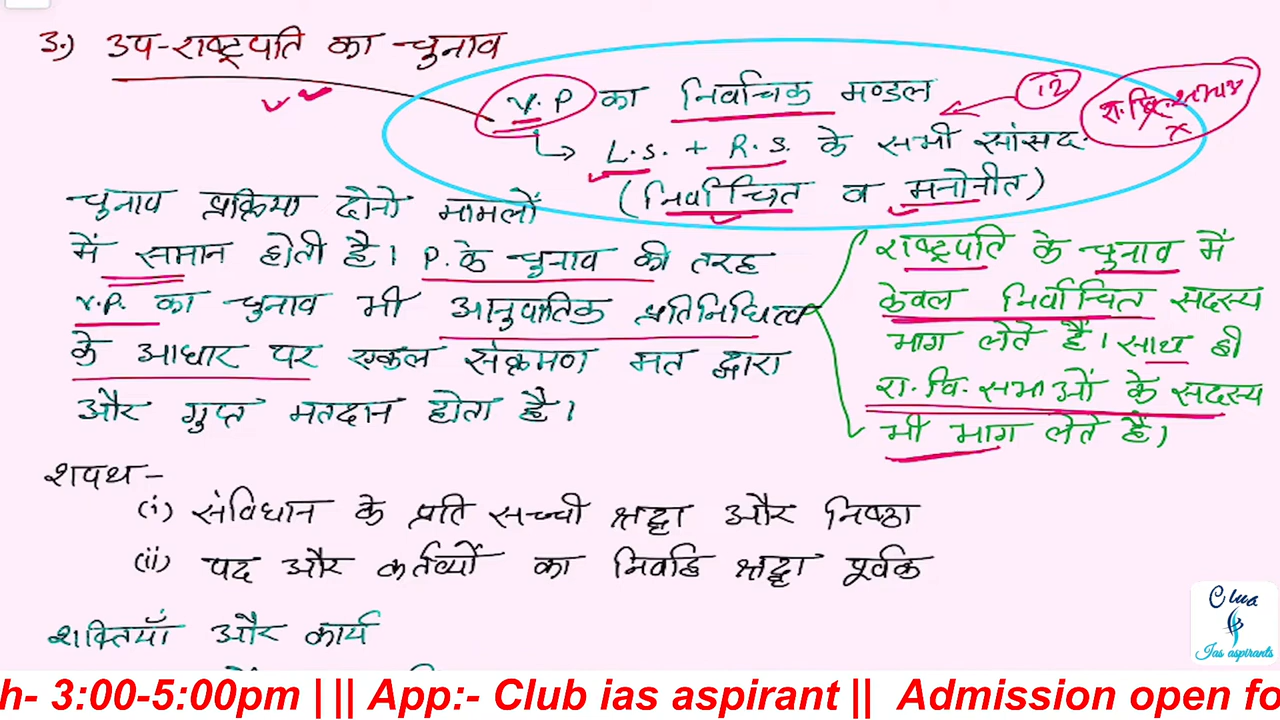 3.) उप-राष्ट्रपति का चुनाव
V.P का निर्वाचक मण्डल
12
L.S. + R.S. के सभी सांसद
(निर्वाचित व मनोनीत)
चुनाव प्रक्रिया दोनो मामलों
में समान होती है। P. के चुनाव की तरह
V.P. का चुनाव भी आनुपातिक प्रतिनिधित्व
के आधार पर एकल संक्रमण मत द्वारा
और गुप्त मतदान होता है।
राष्ट्रपति के चुनाव में
केवल निर्वाचित सदस्य
भाग लेते हैं। साथ ही
रा. वि. सभाओं के सदस्य
भी भाग लेते हैं।
शपथ-
(i) संविधान के प्रति सच्ची श्रद्धा और निष्ठा
(ii) पद और कर्तव्यों का निर्वाह श्रद्धा पूर्वक
शक्तियाँ और कार्य
Club
Ias aspirants
h- 3:00-5:00pm | || App:- Club ias aspirant || Admission open fo